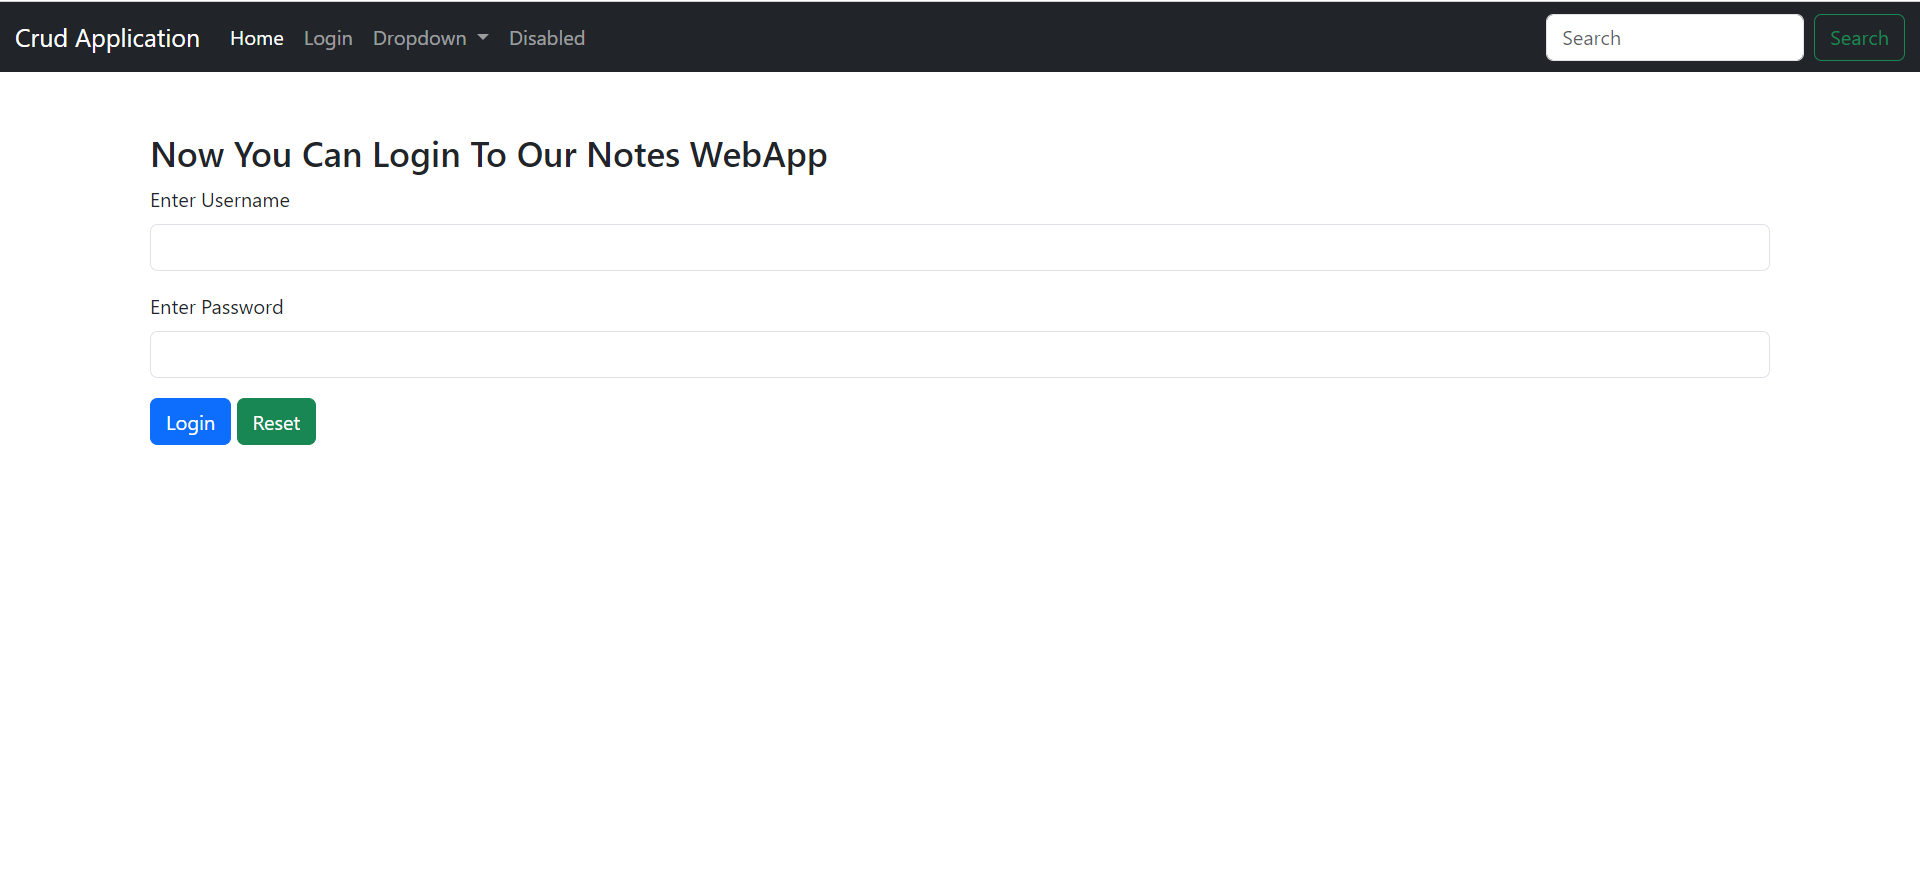 Crud Application Home Login Dropdown Disabled Search Search
Now You Can Login To Our Notes WebApp
Enter Username
Enter Password
Login Reset